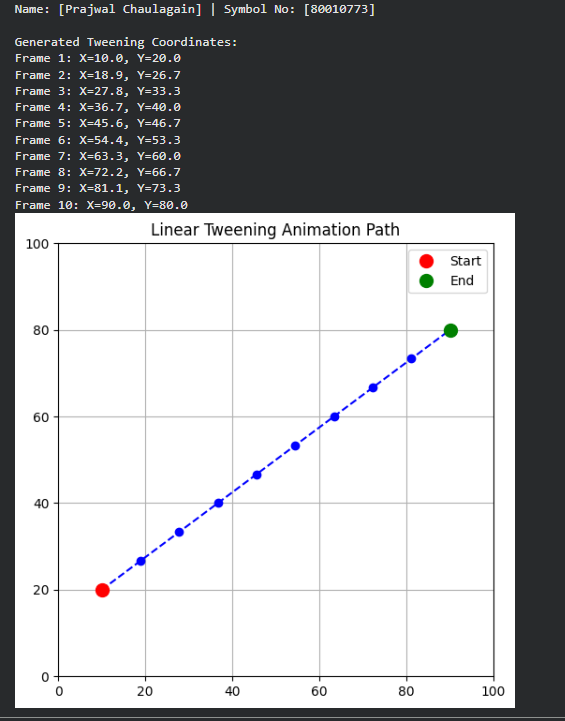 Name: [Prajwal Chaulagain] | Symbol No: [80010773]
Generated Tweening Coordinates:
Frame 1: X=10.0, Y=20.0
Frame 2: X=18.9, Y=26.7
Frame 3: X=27.8, Y=33.3
Frame 4: X=36.7, Y=40.0
Frame 5: X=45.6, Y=46.7
Frame 6: X=54.4, Y=53.3
Frame 7: X=63.3, Y=60.0
Frame 8: X=72.2, Y=66.7
Frame 9: X=81.1, Y=73.3
Frame 10: X=90.0, Y=80.0
Linear Tweening Animation Path
Start
End
100
80
60
40
20
0
0 20 40 60 80 100